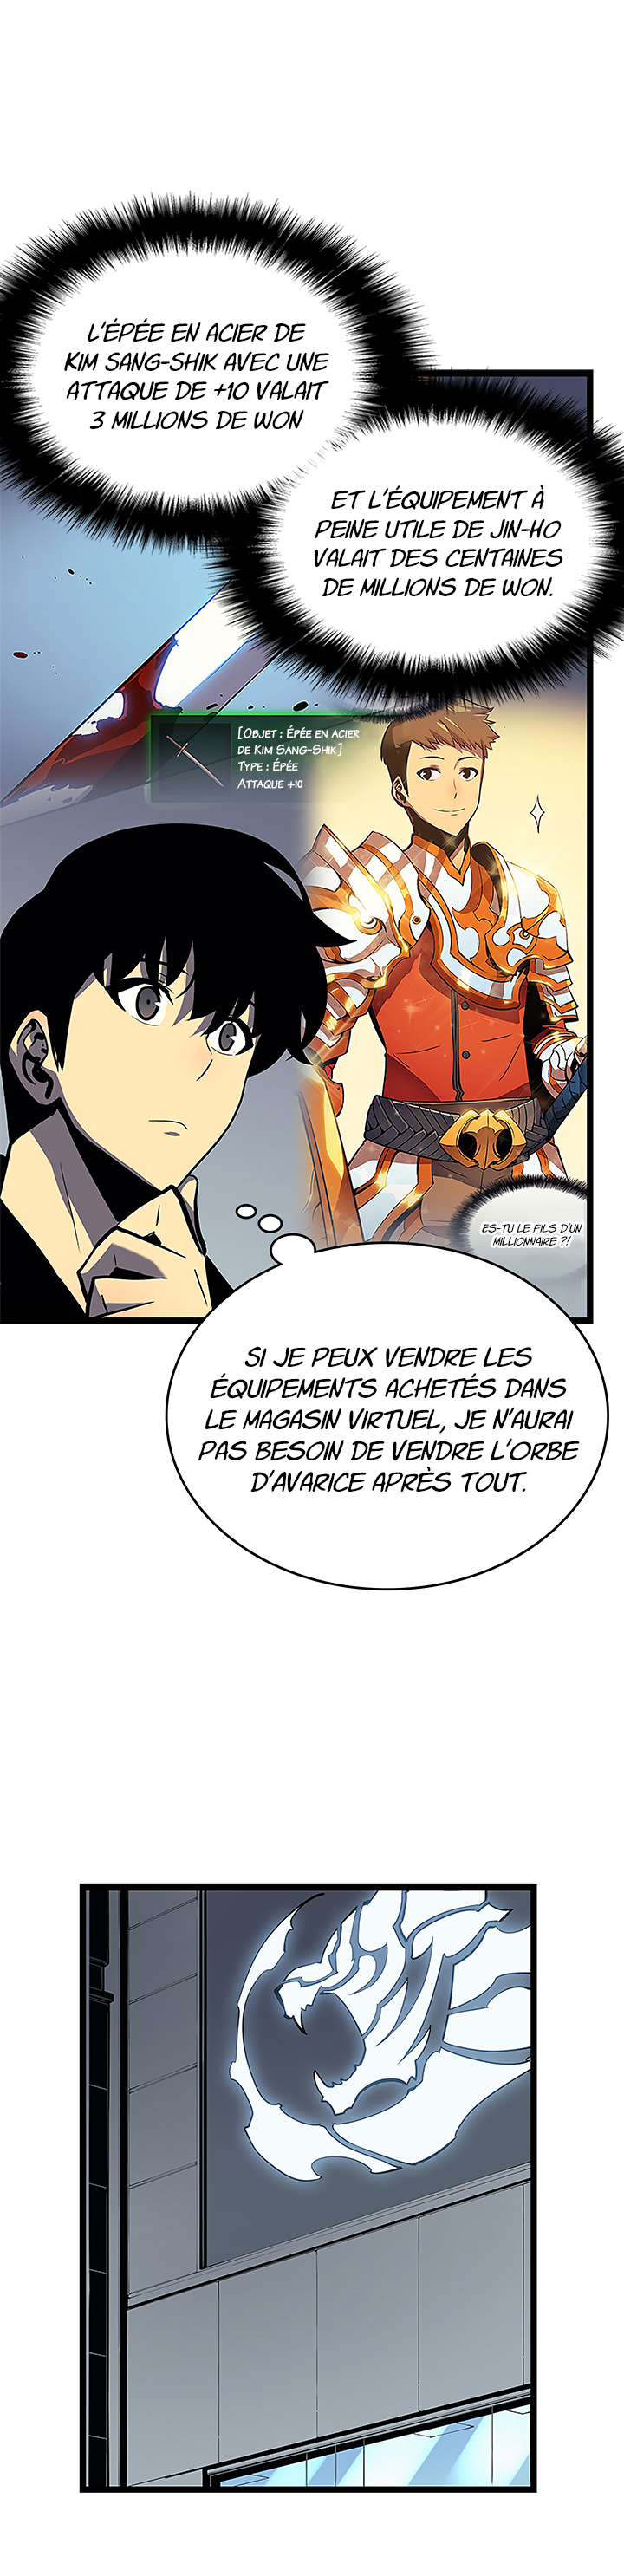 L'ÉPÉE EN ACIER DE
KIM SANG-SHIK AVEC UNE
ATTAQUE DE +10 VALAIT
3 MILLIONS DE WON
ET L'ÉQUIPEMENT À
PEINE UTILE DE JIN-HO
VALAIT DES CENTAINES
DE MILLIONS DE WON.
[OBJET : ÉPÉE EN ACIER
DE KIM SANG-SHIK]
TYPE : ÉPÉE
ATTAQUE +10
ES-TU LE FILS D'UN
MILLIONNAIRE ?!
SI JE PEUX VENDRE LES
ÉQUIPEMENTS ACHETÉS DANS
LE MAGASIN VIRTUEL, JE N'AURAI
PAS BESOIN DE VENDRE L'ORBE
D'AVARICE APRÈS TOUT.